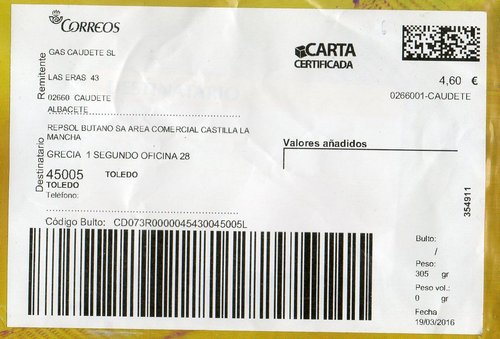 CORREOS
Remitente
GAS CAUDETE SL
LAS ERAS 43
02660 CAUDETE
ALBACETE
CARTA
CERTIFICADA
4,60 €
0266001-CAUDETE
Destinatario
REPSOL BUTANO SA AREA COMERCIAL CASTILLA LA
MANCHA
GRECIA 1 SEGUNDO OFICINA 28
45005 TOLEDO
TOLEDO
Teléfono:
Valores añadidos
354911
Código Bulto: CD073R0000045430045005L
Bulto:
/
Peso:
305 gr
Peso vol.:
0 gr
Fecha
19/03/2016